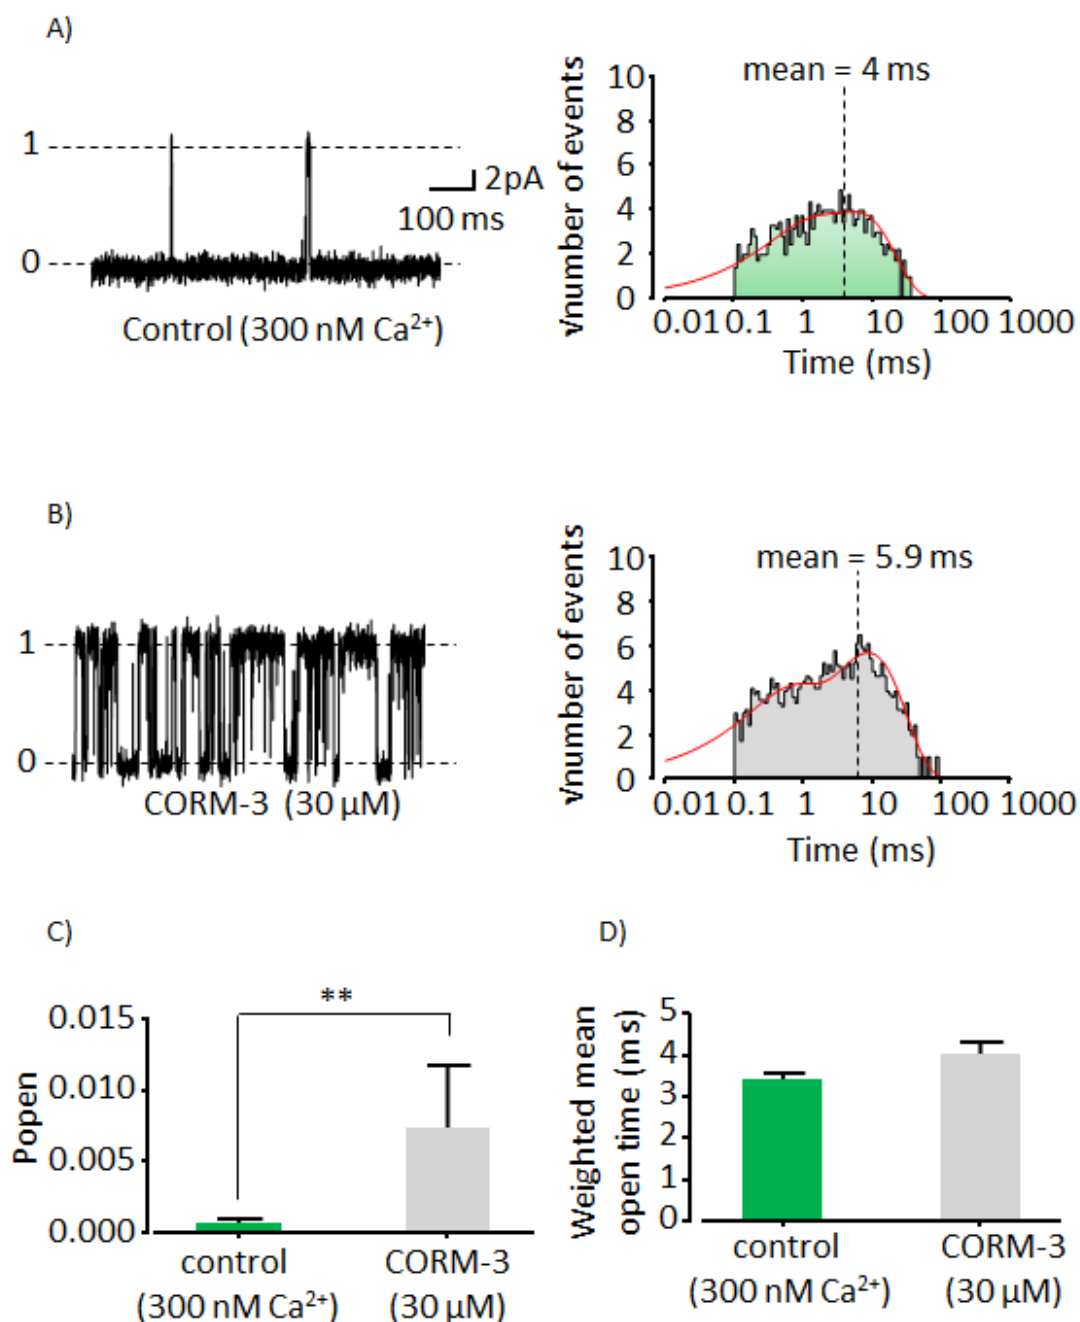 A)
1
0
2pA
100 ms
Control (300 nM Ca²⁺)
mean = 4 ms
√number of events
10
8
6
4
2
0
0.01 0.1 1 10 100 1000
Time (ms)
B)
1
0
CORM-3 (30 µM)
mean = 5.9 ms
√number of events
10
8
6
4
2
0
0.01 0.1 1 10 100 1000
Time (ms)
C)
**
Popen
0.015
0.010
0.005
0.000
control
(300 nM Ca²⁺)
CORM-3
(30 µM)
D)
Weighted mean
open time (ms)
5
4
3
2
1
0
control
(300 nM Ca²⁺)
CORM-3
(30 µM)